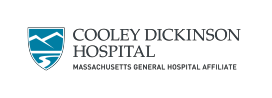 COOLEY DICKINSON
HOSPITAL
MASSACHUSETTS GENERAL HOSPITAL AFFILIATE